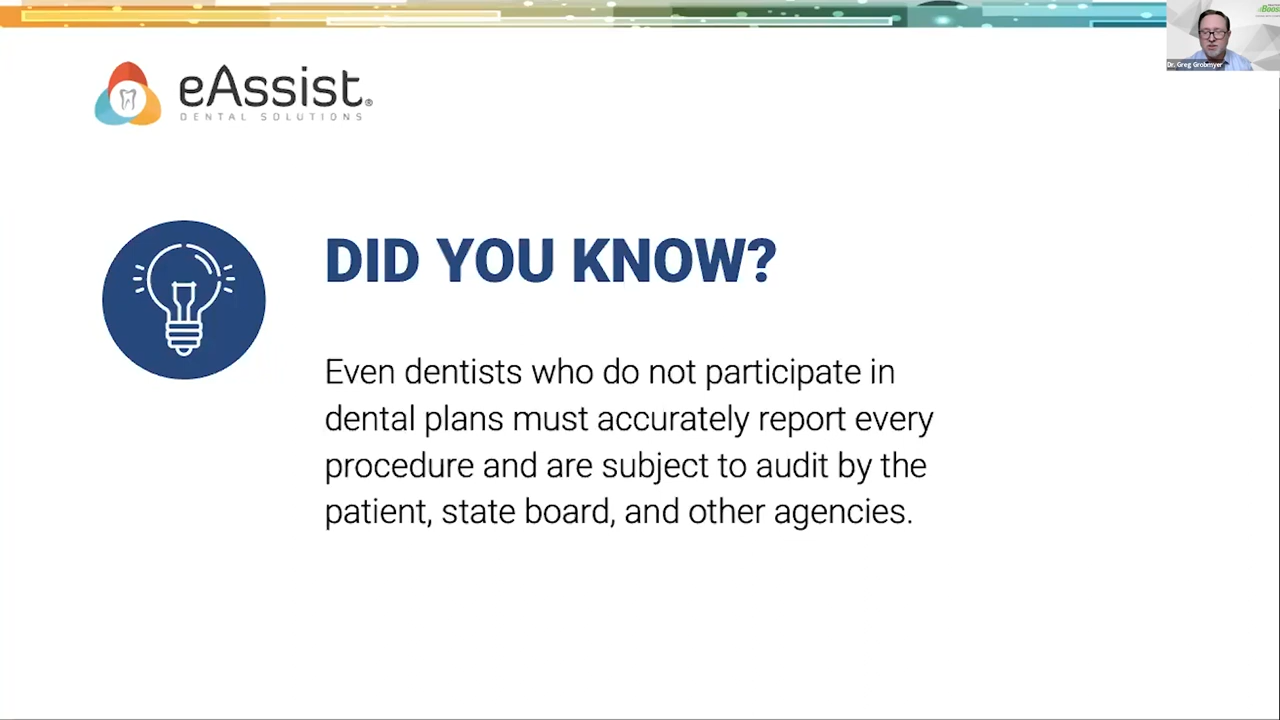 Boos
Dr. Greg Grobmyer
eAssist®
DENTAL SOLUTIONS
DID YOU KNOW?
Even dentists who do not participate in
dental plans must accurately report every
procedure and are subject to audit by the
patient, state board, and other agencies.